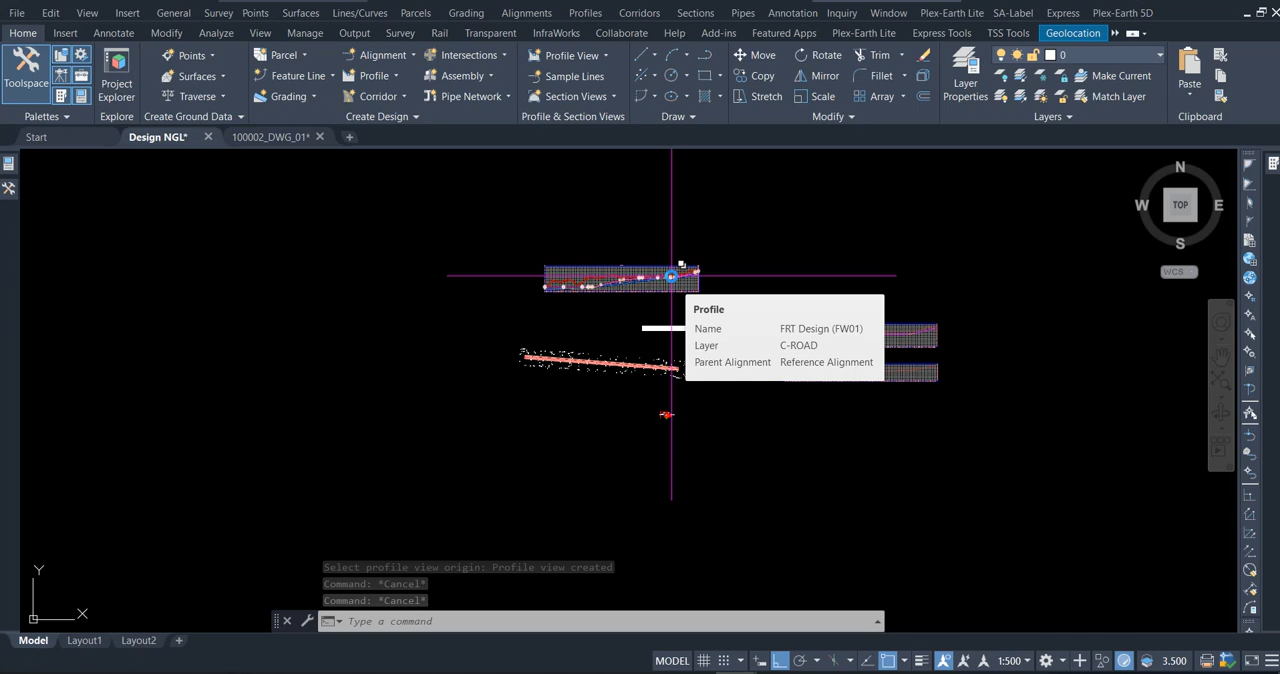 File Edit View Insert General Survey Points Surfaces Lines/Curves Parcels Grading Alignments Profiles Corridors Sections Pipes Annotation Inquiry Window Plex-Earth Lite SA-Label Express Plex-Earth 5D
Home Insert Annotate Modify Analyze View Manage Output Survey Rail Transparent InfraWorks Collaborate Help Add-ins Featured Apps Plex-Earth Lite Express Tools TSS Tools Geolocation
Points Parcel Alignment Intersections Profile View Move Rotate Trim 0
Surfaces Feature Line Profile Assembly Sample Lines Copy Mirror Fillet Make Current
Toolspace Project Explorer Layer Properties Paste
Traverse Grading Corridor Pipe Network Section Views Stretch Scale Array Match Layer
Palettes Explore Create Ground Data Create Design Profile & Section Views Draw Modify Layers Clipboard
Start Design NGL* 100002_DWG_01*
N
W TOP E
S
WCS
Profile
Name FRT Design (FW01)
Layer C-ROAD
Parent Alignment Reference Alignment
Y
X
Select profile view origin: Profile view created
Command: *Cancel*
Command: *Cancel*
Type a command
Model Layout1 Layout2
MODEL 1:500 3.500